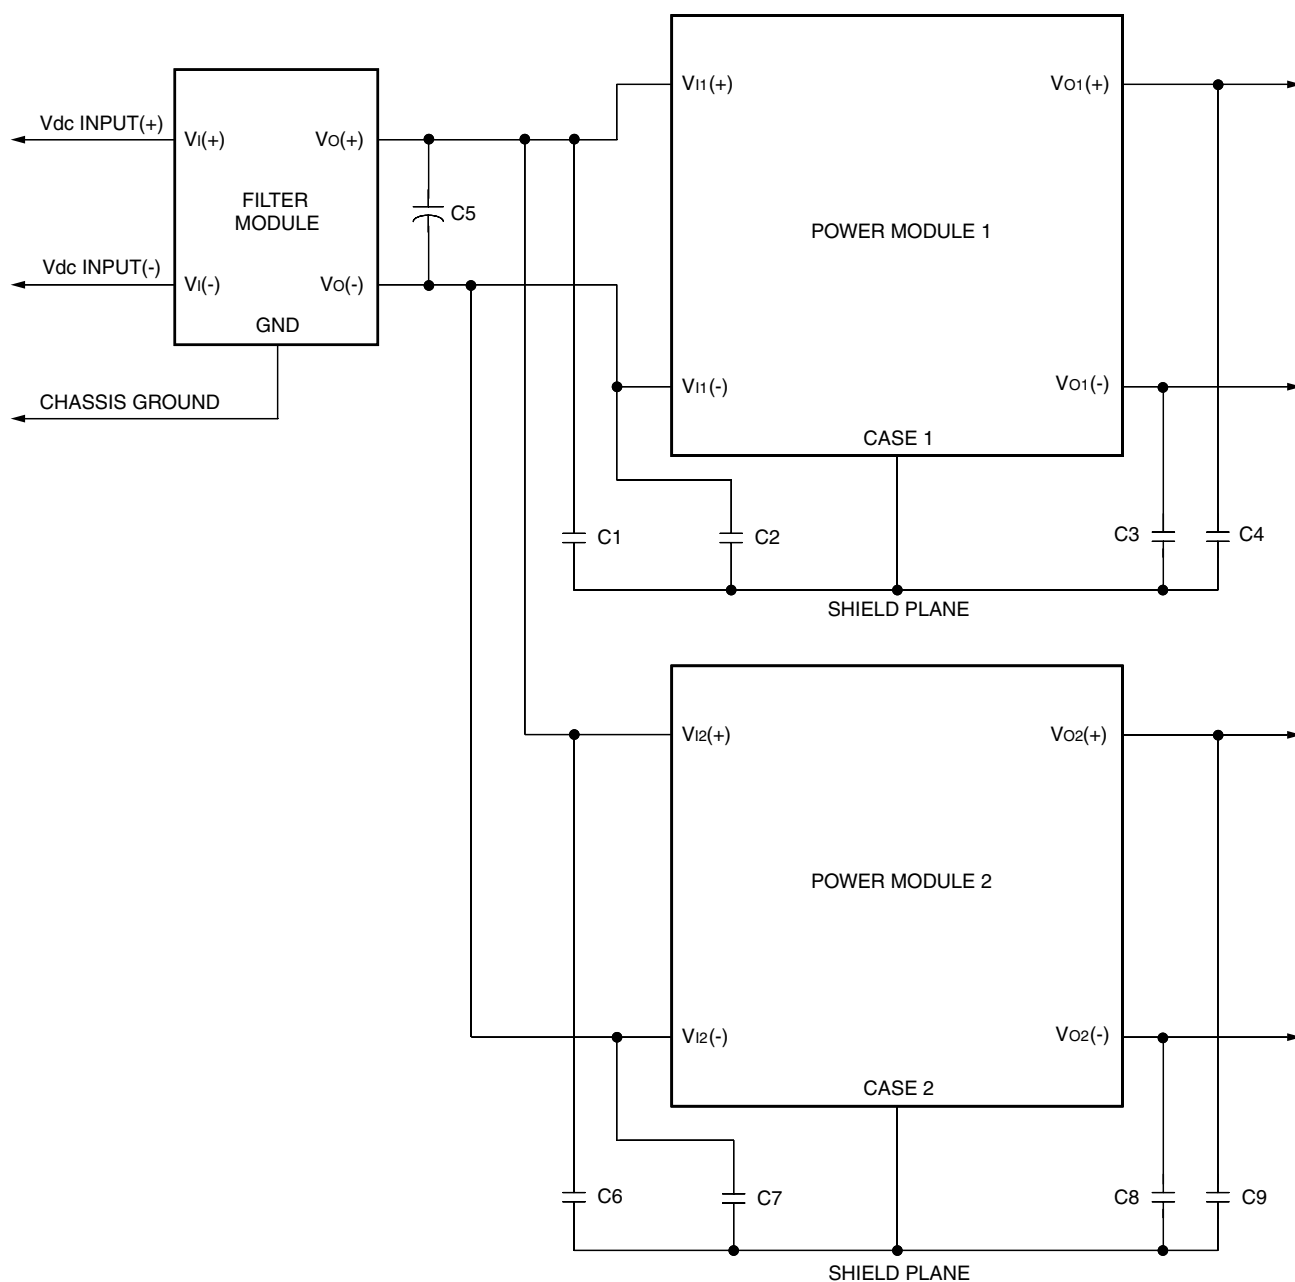 VI1(+)
VO1(+)
Vdc INPUT(+)
VI(+)
VO(+)
FILTER
MODULE
C5
POWER MODULE 1
Vdc INPUT(-)
VI(-)
VO(-)
GND
CHASSIS GROUND
VI1(-)
VO1(-)
CASE 1
C1
C2
C3
C4
SHIELD PLANE
VI2(+)
VO2(+)
POWER MODULE 2
VI2(-)
VO2(-)
CASE 2
C6
C7
C8
C9
SHIELD PLANE